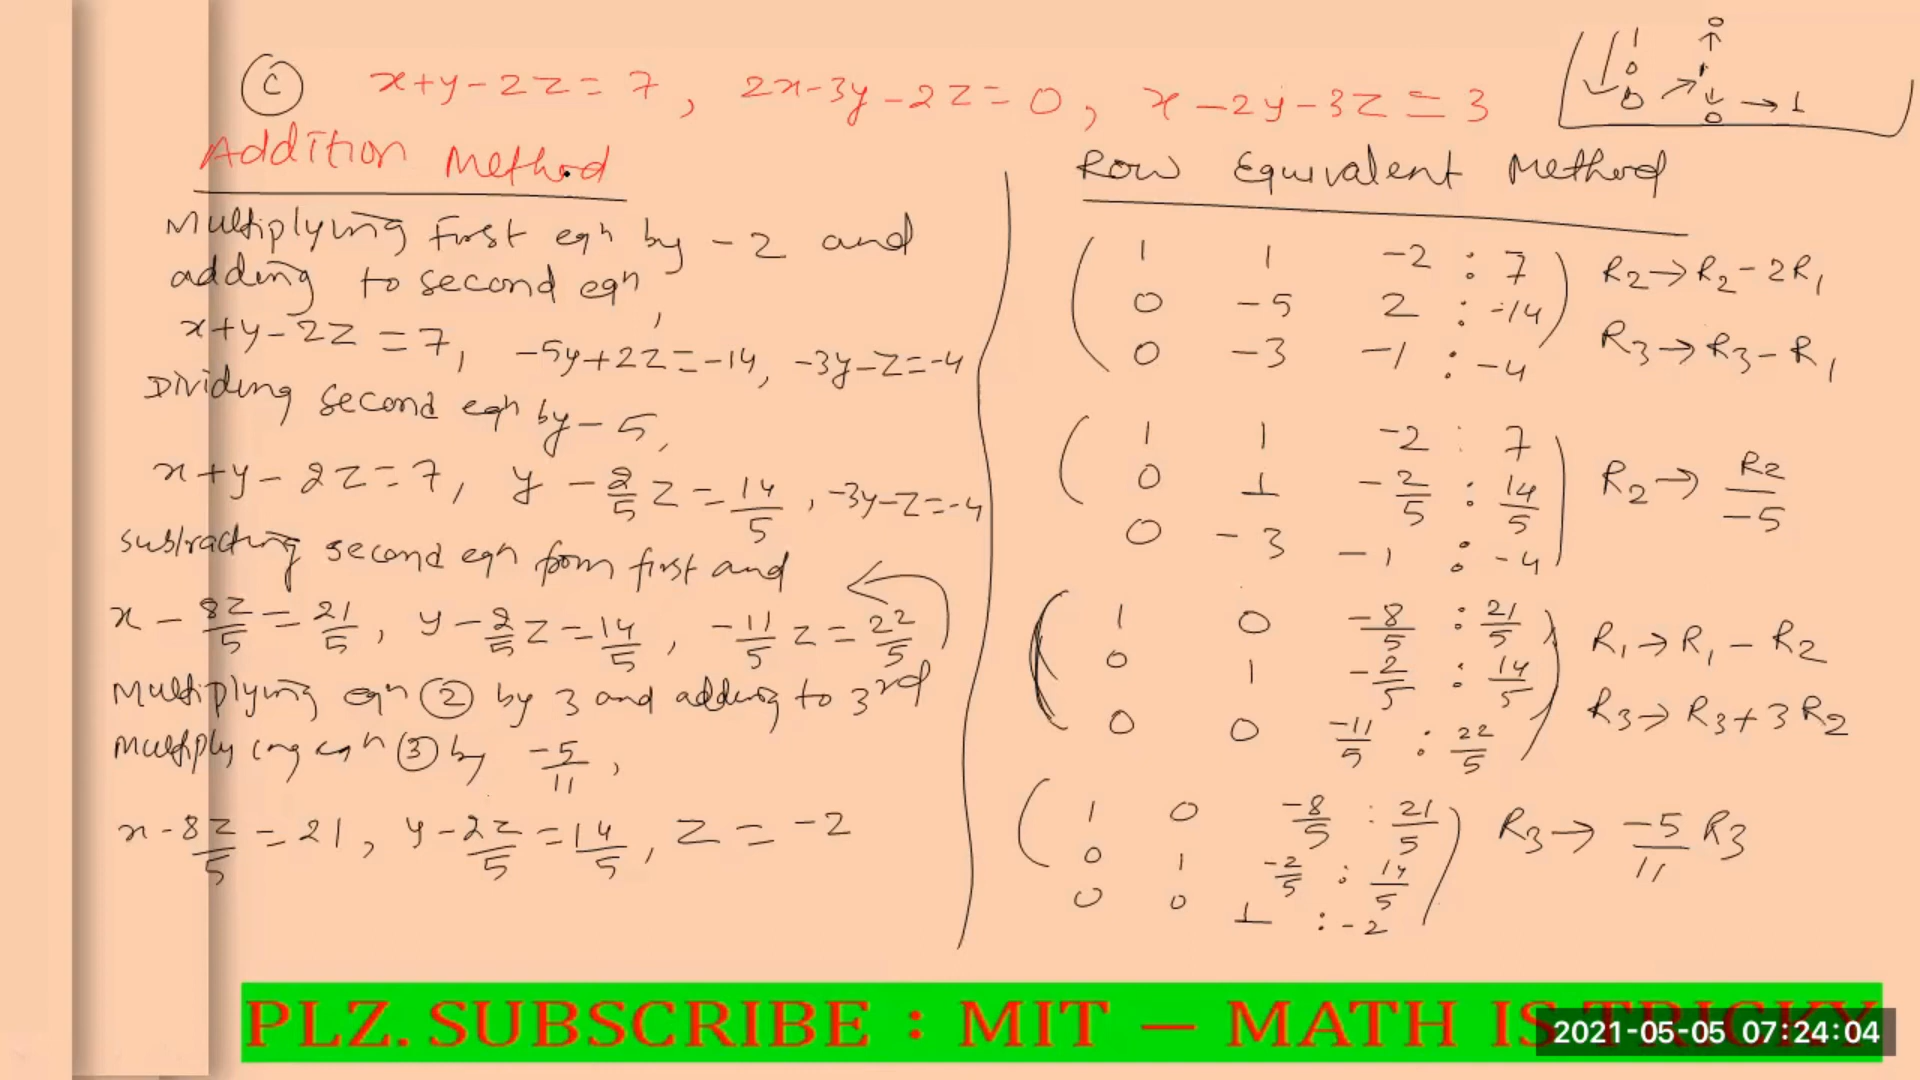 (c) x+y-2z=7, 2x-3y-2z=0, x-2y-3z=3
Addition Method
Multiplying first eqn by -2 and
adding to second eqn,
x+y-2z=7, -5y+2z=-14, -3y-z=-4
Dividing second eqn by -5,
x+y-2z=7, y-2/5 z=14/5, -3y-z=-4
subtracting second eqn from first and
x-8z/5=21/5, y-2/5 z=14/5, -11/5 z=22/5
Multiplying eqn (2) by 3 and adding to 3rd
Multiplying eqn (3) by -5/11,
x-8z/5=21, y-2z/5=14/5, z=-2
1 0
0 → 1
0 ↓ → 1
0
Row Equivalent Method
( 1 1 -2 : 7 ) R2→R2-2R1
0 -5 2 : -14
0 -3 -1 : -4 R3→R3-R1
( 1 1 -2 : 7 )
0 1 -2/5 : 14/5 R2→ R2/-5
0 -3 -1 : -4
( 1 0 -8/5 : 21/5 ) R1→R1-R2
0 1 -2/5 : 14/5
0 0 -11/5 : 22/5 R3→R3+3R2
( 1 0 -8/5 : 21/5 ) R3→ -5/11 R3
0 1 -2/5 : 14/5
0 0 1 : -2
PLZ. SUBSCRIBE : MIT – MATH IS TRICKY
2021-05-05 07:24:04